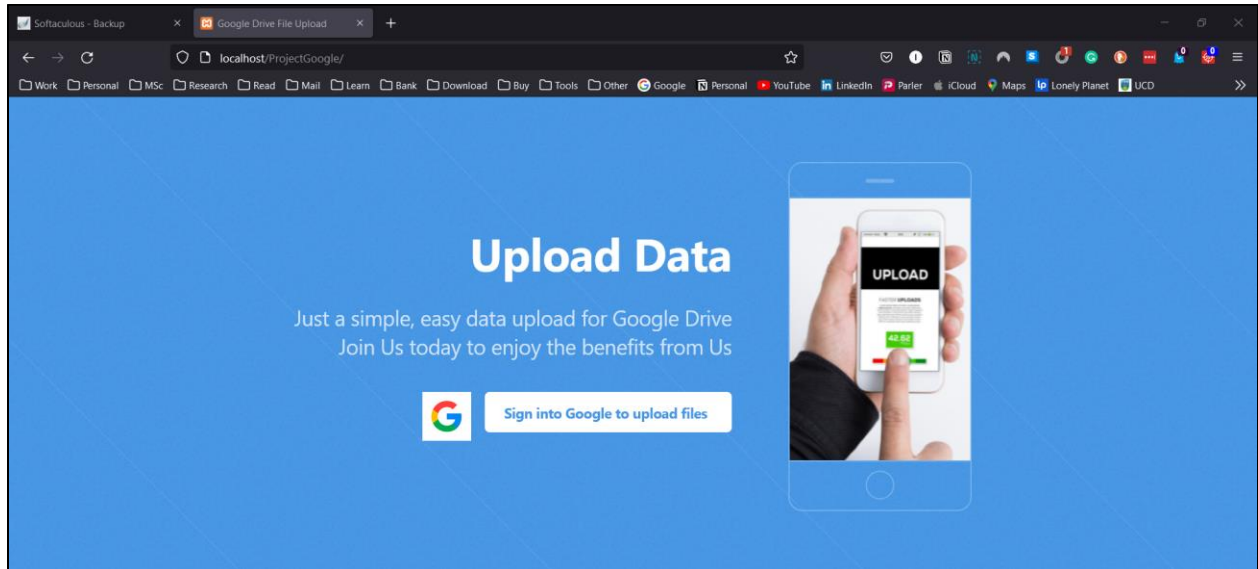 Softaculous - Backup
Google Drive File Upload
localhost/ProjectGoogle/
Work Personal MSc Research Read Mail Learn Bank Download Buy Tools Other Google Personal YouTube LinkedIn Parler iCloud Maps Lonely Planet UCD
Upload Data
Just a simple, easy data upload for Google Drive
Join Us today to enjoy the benefits from Us
Sign into Google to upload files
UPLOAD
FASTER UPLOADS
42.62